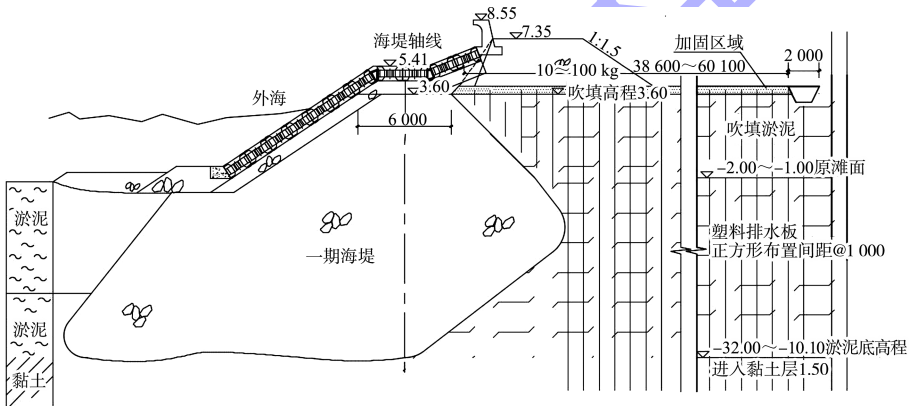 8.55
7.35
1:1.5
海堤轴线
5.41
加固区域
2 000
10~100 kg
38 600～60 100
3.60
吹填高程3.60
外海
6 000
吹填淤泥
-2.00～-1.00原滩面
淤泥
塑料排水板
正方形布置间距@1 000
一期海堤
淤泥
-32.00～-10.10淤泥底高程
进入黏土层1.50
黏土